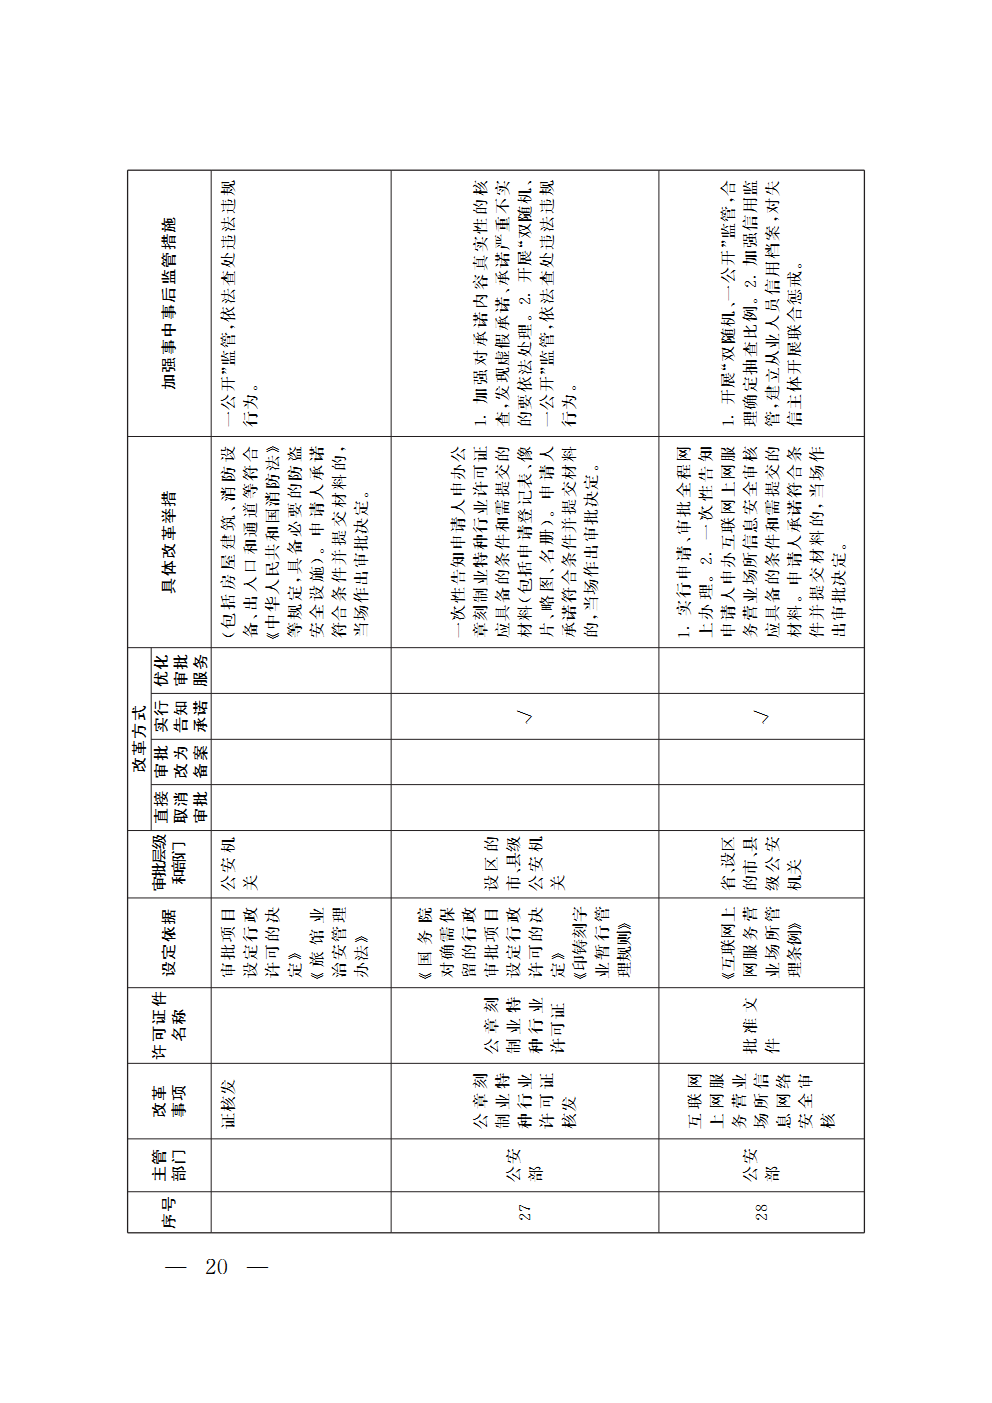 序号
主管
部门
改革
事项
许可证件
名称
设定依据
审批层级
和部门
改革方式
直接
取消
审批
审批
改为
备案
实行
告知
承诺
优化
审批
服务
具体改革举措
加强事中事后监管措施
证核发
审批项目
设定行政
许可的决
定》
《旅馆业
治安管理
办法》
公安机
关
(包括房屋建筑、消防设
备、出入口和通道等符合
《中华人民共和国消防法》
等规定,具备必要的防盗
安全设施)。申请人承诺
符合条件并提交材料的,
当场作出审批决定。
一公开”监管,依法查处违法违规
行为。
27
公安
部
公章刻
制业特
种行业
许可证
核发
公章刻
制业特
种行业
许可证
《国务院
对确需保
留的行政
审批项目
设定行政
许可的决
定》
《印铸刻字
业暂行管
理规则》
设区的
市、县级
公安机
关
√
一次性告知申请人申办公
章刻制业特种行业许可证
应具备的条件和需提交的
材料(包括申请登记表、像
片、略图、名册)。申请人
承诺符合条件并提交材料
的,当场作出审批决定。
1. 加强对承诺内容真实性的核
查,发现虚假承诺、承诺严重不实
的要依法处理。2. 开展“双随机、
一公开”监管,依法查处违法违规
行为。
28
公安
部
互联网
上网服
务营业
场所信
息网络
安全审
核
批准文
件
《互联网上
网服务营
业场所管
理条例》
省、设区
的市、县
级公安
机关
√
1. 实行申请、审批全程网
上办理。2. 一次性告知
申请人申办互联网上网服
务营业场所信息安全审核
应具备的条件和需提交的
材料。申请人承诺符合条
件并提交材料的,当场作
出审批决定。
1. 开展“双随机、一公开”监管,合
理确定抽查比例。2. 加强信用监
管,建立从业人员信用档案,对失
信主体开展联合惩戒。
— 20 —